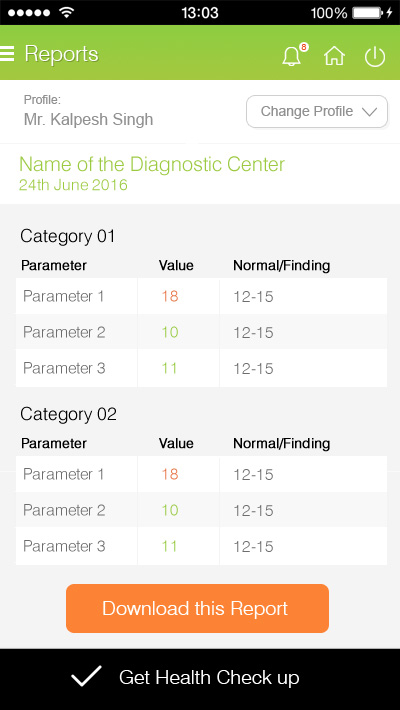 13:03 100%
Reports 8
Profile:
Mr. Kalpesh Singh
Change Profile
Name of the Diagnostic Center
24th June 2016
Category 01
Parameter Value Normal/Finding
Parameter 1 18 12-15
Parameter 2 10 12-15
Parameter 3 11 12-15
Category 02
Parameter Value Normal/Finding
Parameter 1 18 12-15
Parameter 2 10 12-15
Parameter 3 11 12-15
Download this Report
Get Health Check up